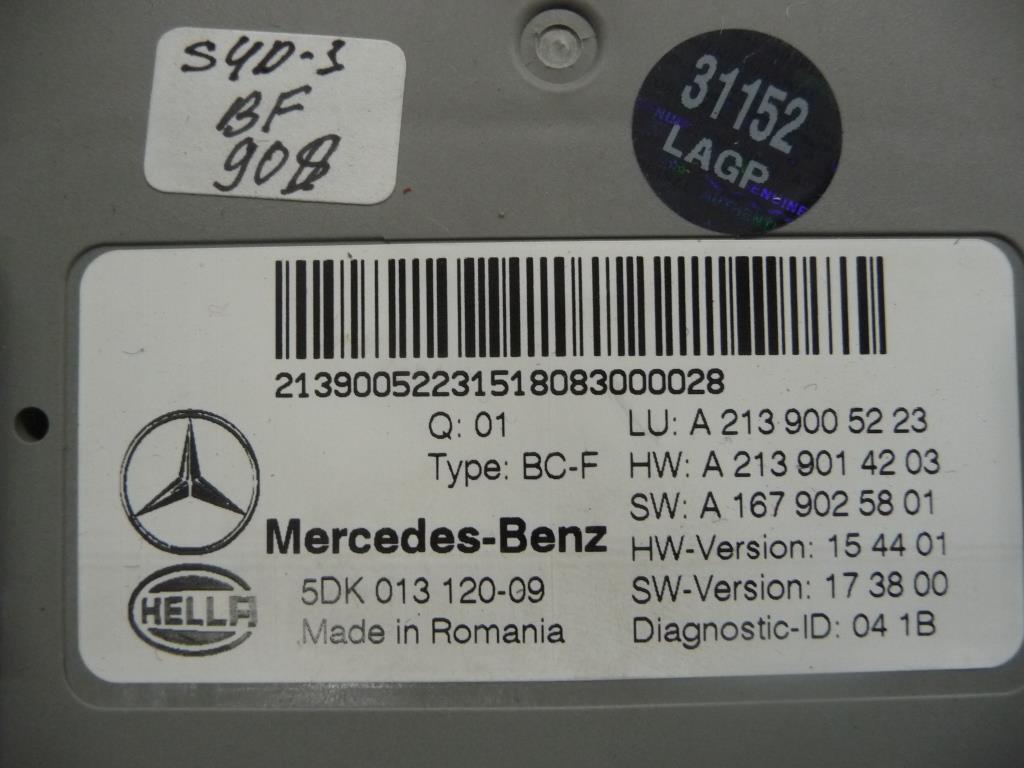 SYD-3
BF
908
31152
LAGP
21390052231518083000028
Q: 01
Type: BC-F
LU: A 213 900 52 23
HW: A 213 901 42 03
SW: A 167 902 58 01
HW-Version: 15 44 01
SW-Version: 17 38 00
Diagnostic-ID: 04 1B
Mercedes-Benz
HELLA
5DK 013 120-09
Made in Romania